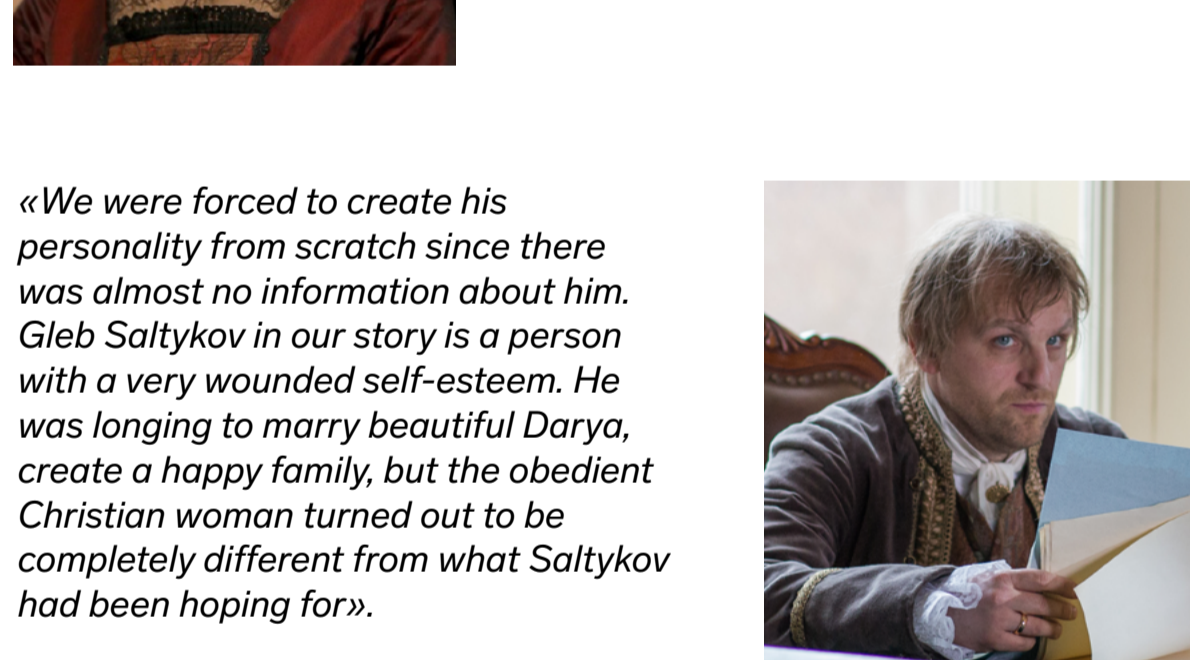 «We were forced to create his
personality from scratch since there
was almost no information about him.
Gleb Saltykov in our story is a person
with a very wounded self-esteem. He
was longing to marry beautiful Darya,
create a happy family, but the obedient
Christian woman turned out to be
completely different from what Saltykov
had been hoping for».